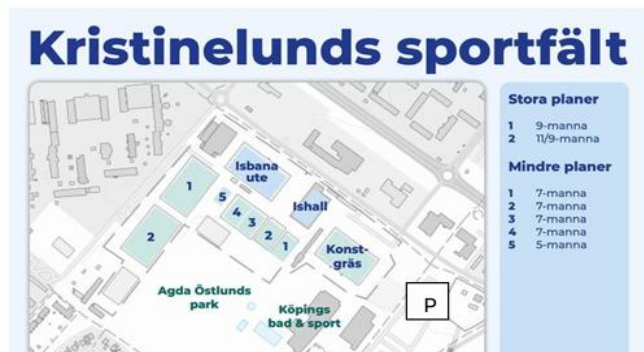 Kristinelunds sportfält
Isbana
ute
1
5
Ishall
4
3
2
2
1
Konst-
gräs
Agda Östlunds
park
Köpings
bad & sport
P
Stora planer
1 9-manna
2 11/9-manna
Mindre planer
1 7-manna
2 7-manna
3 7-manna
4 7-manna
5 5-manna